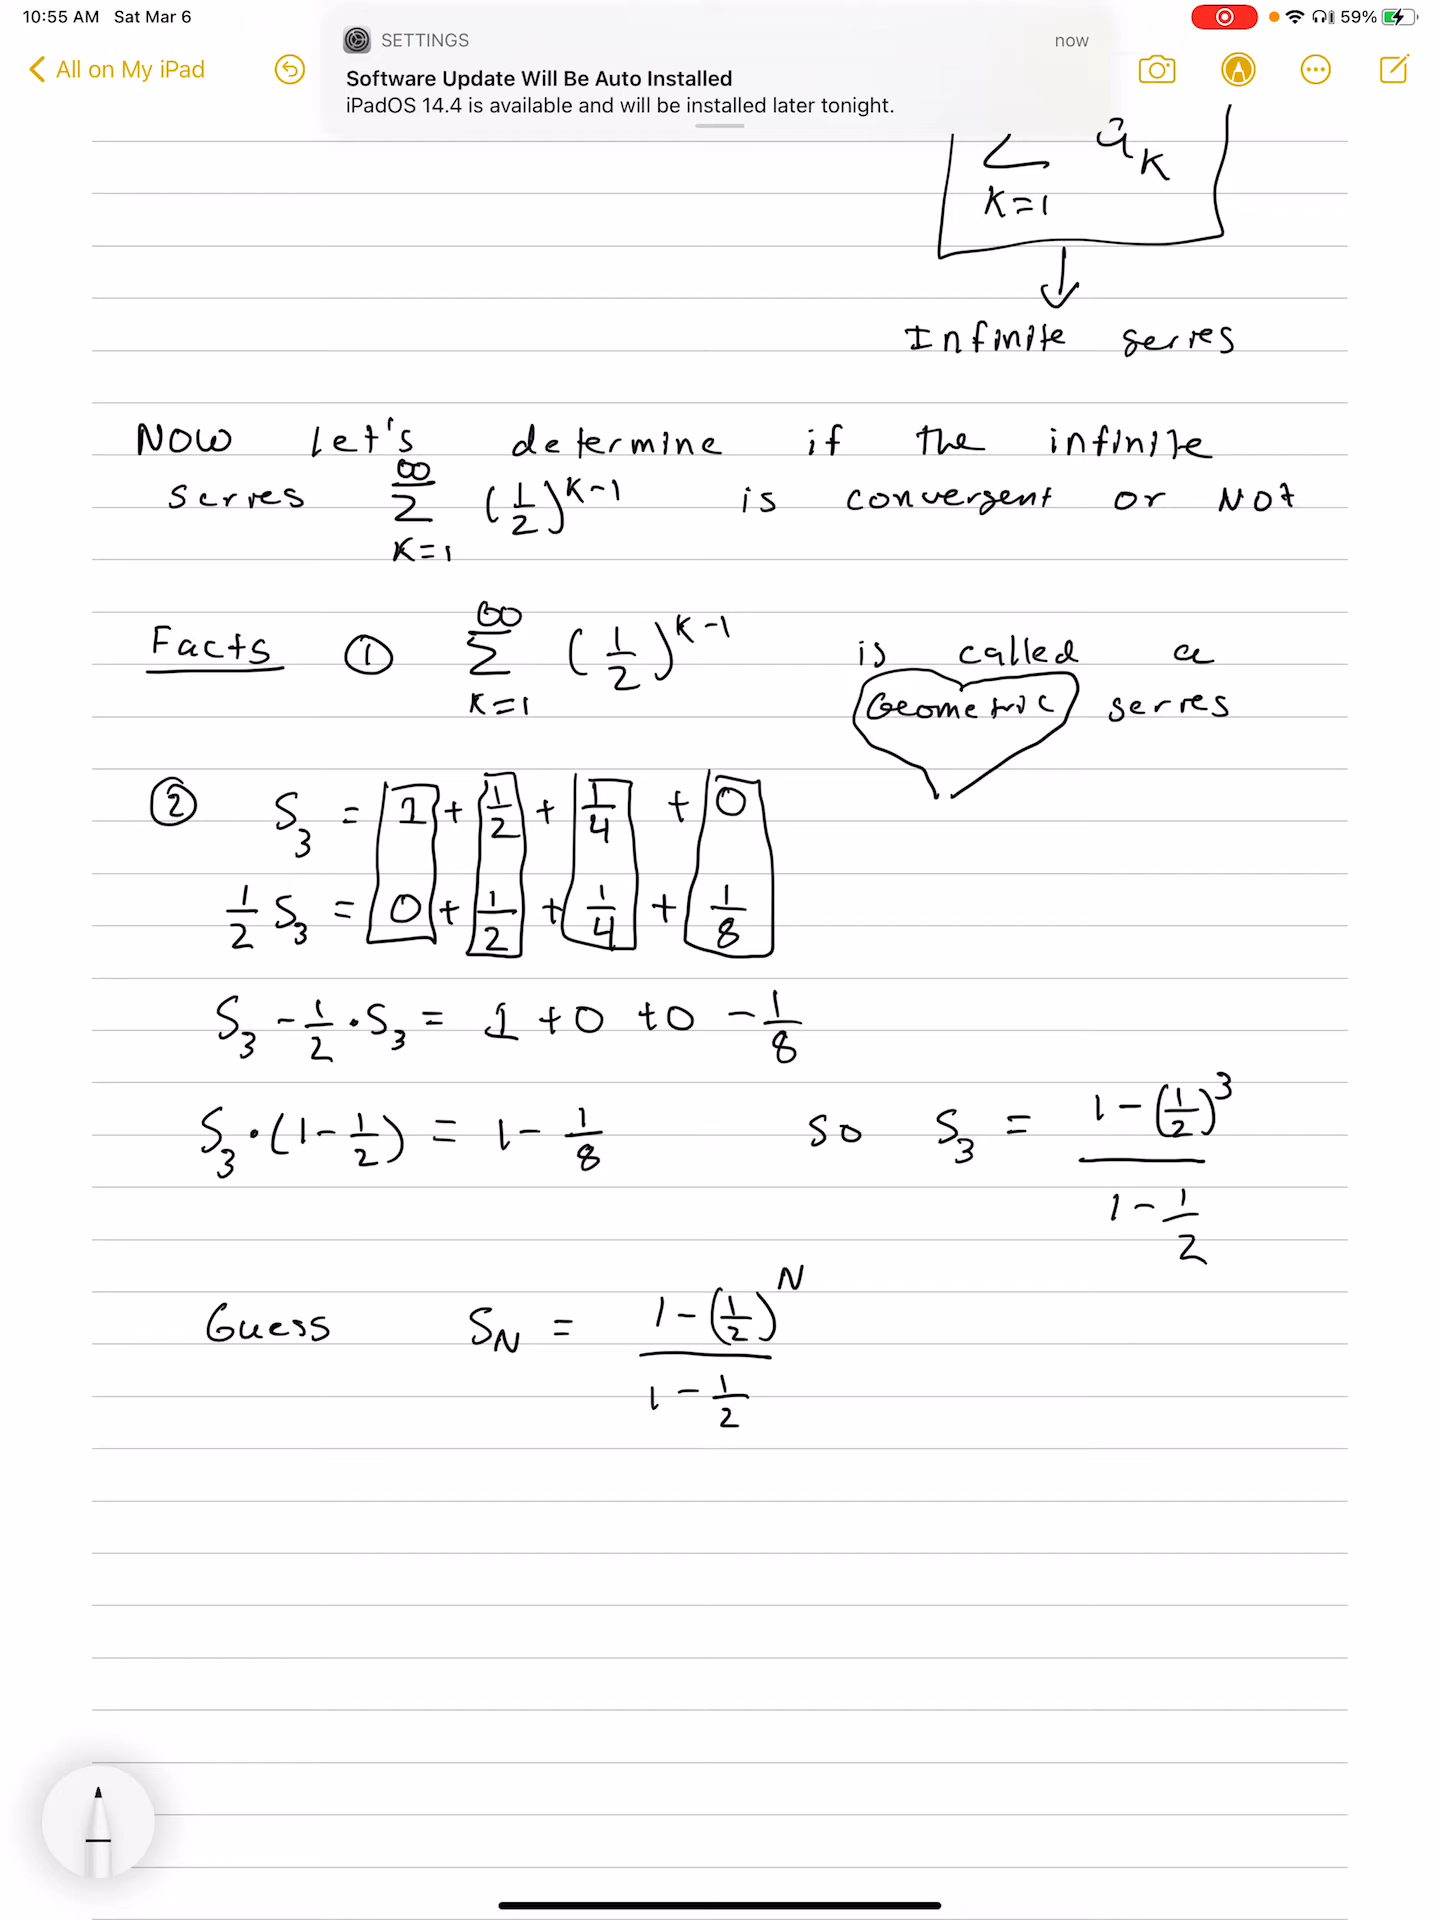 10:55 AM Sat Mar 6
59%
SETTINGS
now
All on My iPad
Software Update Will Be Auto Installed
iPadOS 14.4 is available and will be installed later tonight.
∑ a_K
K=1
Infinite series
Now let's determine if the infinite
series ∑_{K=1}^{∞} (1/2)^{K-1} is convergent or Not
Facts ① ∑_{K=1}^{∞} (1/2)^{K-1} is called a
Geometric series
② S_3 = 1 + 1/2 + 1/4 + 0
1/2 S_3 = 0 + 1/2 + 1/4 + 1/8
S_3 - 1/2 · S_3 = 1 + 0 + 0 - 1/8
S_3 · (1 - 1/2) = 1 - 1/8 so S_3 = (1 - (1/2)^3) / (1 - 1/2)
Guess S_N = (1 - (1/2)^N) / (1 - 1/2)